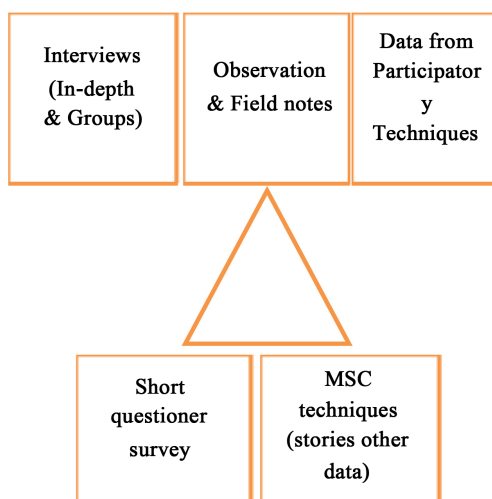 Interviews
(In-depth
& Groups)
Observation
& Field notes
Data from
Participator
y
Techniques
Short
questioner
survey
MSC
techniques
(stories other
data)